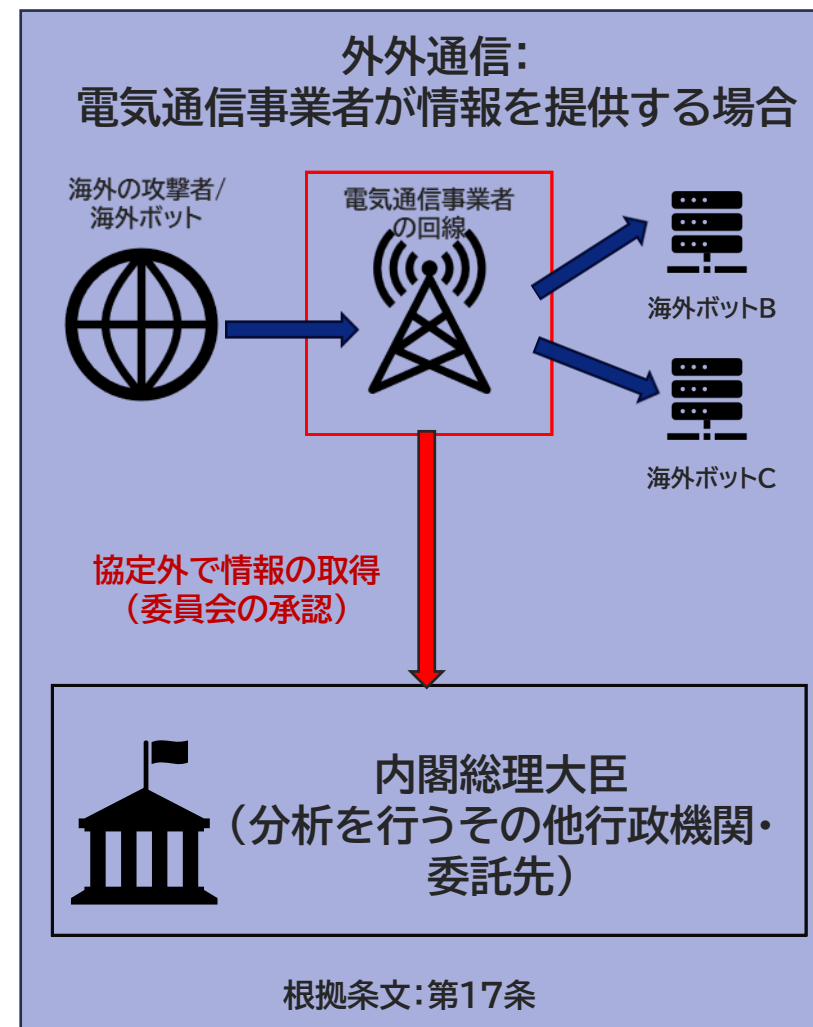 外外通信：
電気通信事業者が情報を提供する場合
海外の攻撃者/
海外ボット
電気通信事業者
の回線
海外ボットB
海外ボットC
協定外で情報の取得
（委員会の承認）
内閣総理大臣
（分析を行うその他行政機関・
委託先）
根拠条文：第17条